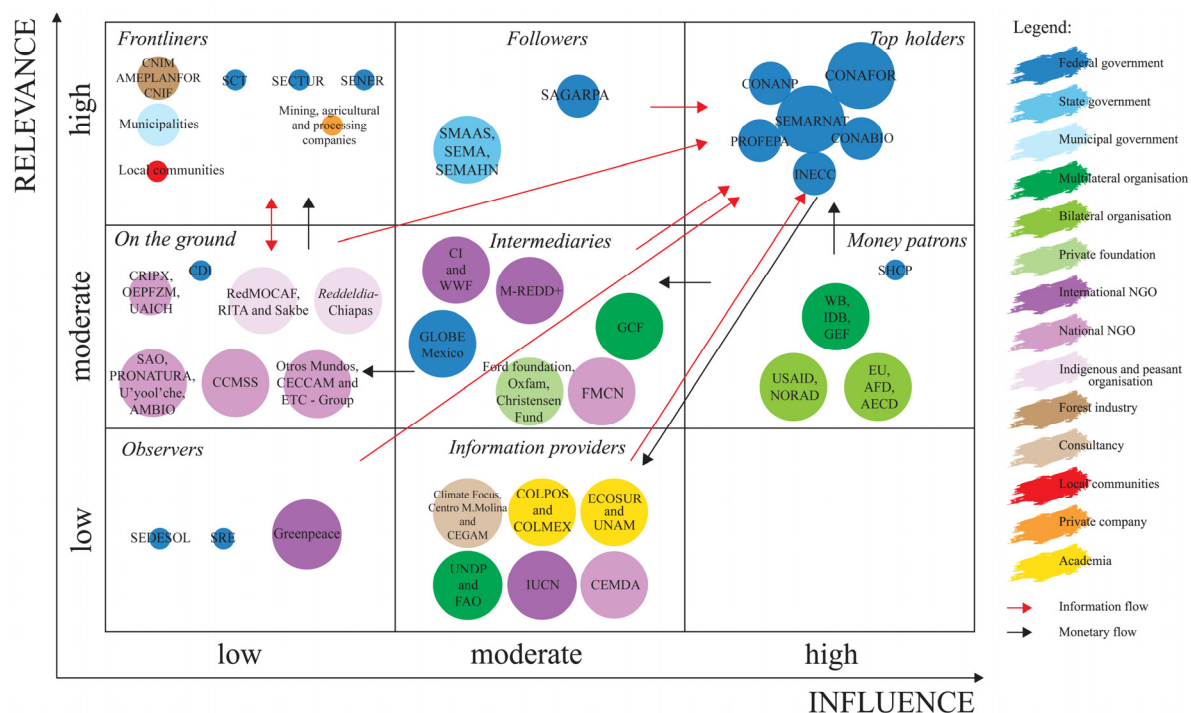 RELEVANCE
high
moderate
low
Frontliners
CNIM
AMEPLANFOR
CNIF
SCT
SECTUR
SENER
Municipalities
Mining, agricultural
and processing
companies
Local communities
Followers
SAGARPA
SMAAS,
SEMA,
SEMAHN
Top holders
CONANP
CONAFOR
SEMARNAT
PROFEPA
CONABIO
INECC
On the ground
CDI
CRIPX,
OEPFZM,
UAICH
RedMOCAF,
RITA and Sakbe
Reddeldia-
Chiapas
SAO,
PRONATURA,
U'yool'che,
AMBIO
CCMSS
Otros Mundos,
CECCAM and
ETC - Group
Intermediaries
CI
and
WWF
M-REDD+
GLOBE
Mexico
GCF
Ford foundation,
Oxfam,
Christensen
Fund
FMCN
Money patrons
SHCP
WB,
IDB,
GEF
USAID,
NORAD
EU,
AFD,
AECD
Observers
SEDESOL
SRE
Greenpeace
Information providers
Climate Focus,
Centro M.Molina
and
CEGAM
COLPOS
and
COLMEX
ECOSUR
and
UNAM
UNDP
and
FAO
IUCN
CEMDA
low
moderate
high
INFLUENCE
Legend:
Federal government
State government
Municipal government
Multilateral organisation
Bilateral organisation
Private foundation
International NGO
National NGO
Indigenous and peasant
organisation
Forest industry
Consultancy
Local communities
Private company
Academia
Information flow
Monetary flow